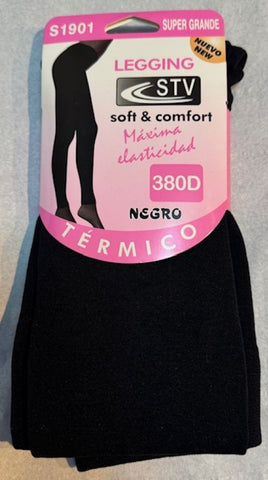 S1901
SUPER GRANDE
NUEVO
NEW
LEGGING
STV
soft & comfort
Máxima
elasticidad
380D
NEGRO
TÉRMICO